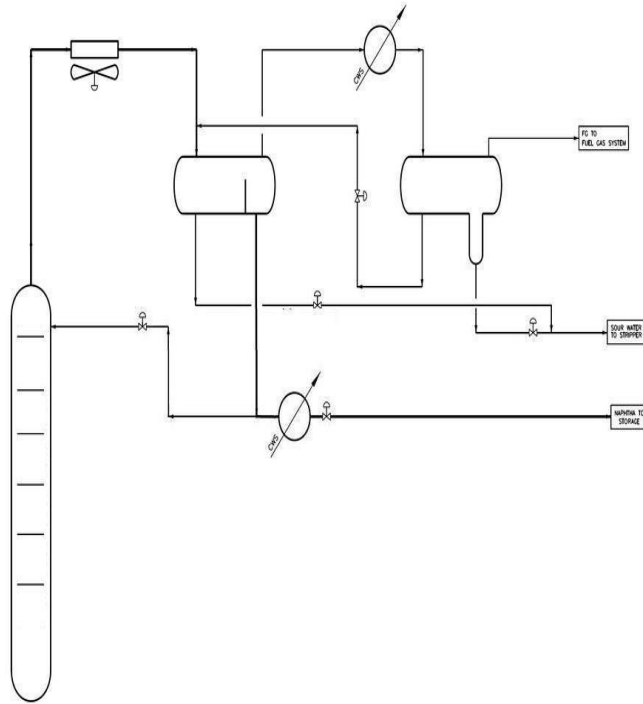 CWS
FG TO
FUEL GAS SYSTEM
SOUR WATER
TO STRIPPER
NAPHTHA TO
STORAGE
CWS